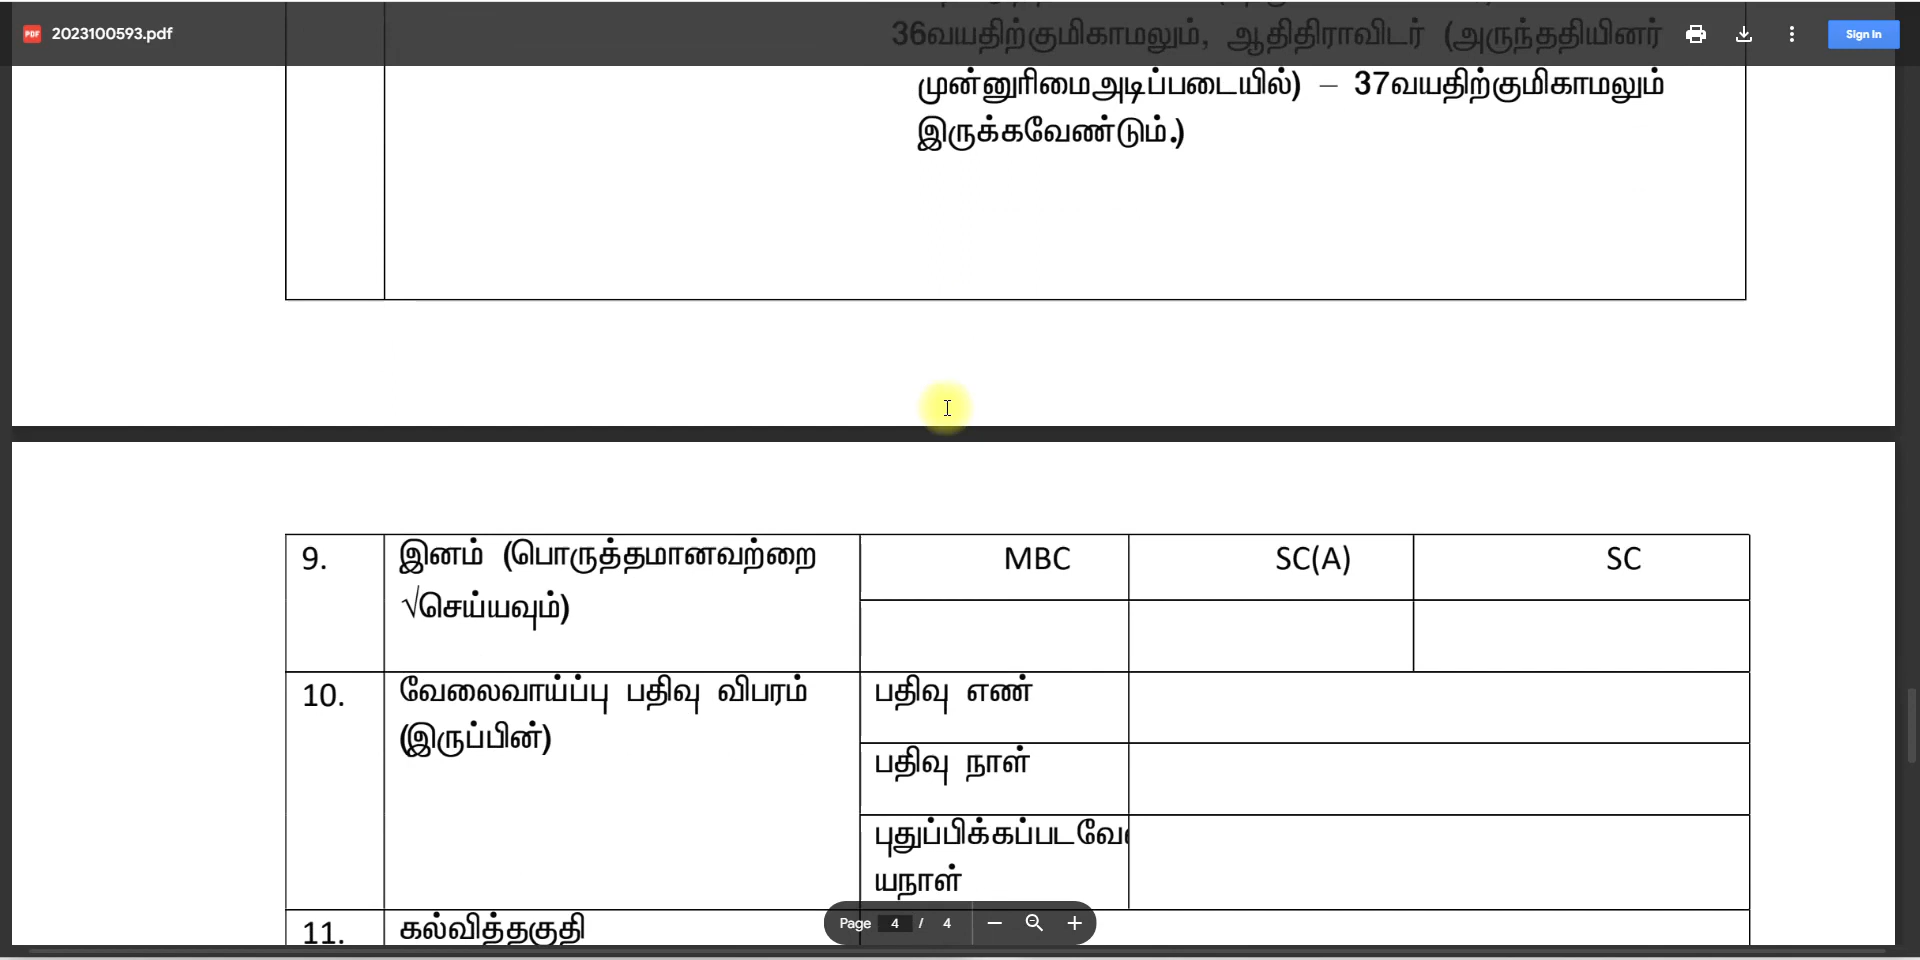 2023100593.pdf
Sign In
36வயதிற்குமிகாமலும், ஆதிதிராவிடர் (அருந்ததியினர்
முன்னுரிமைஅடிப்படையில்) – 37வயதிற்குமிகாமலும்
இருக்கவேண்டும்.)
9. இனம் (பொருத்தமானவற்றை MBC SC(A) SC
√செய்யவும்)
10. வேலைவாய்ப்பு பதிவு விபரம் பதிவு எண்
(இருப்பின்)
பதிவு நாள்
புதுப்பிக்கப்படவே
யநாள்
11. கல்வித்தகுதி
Page 4 / 4